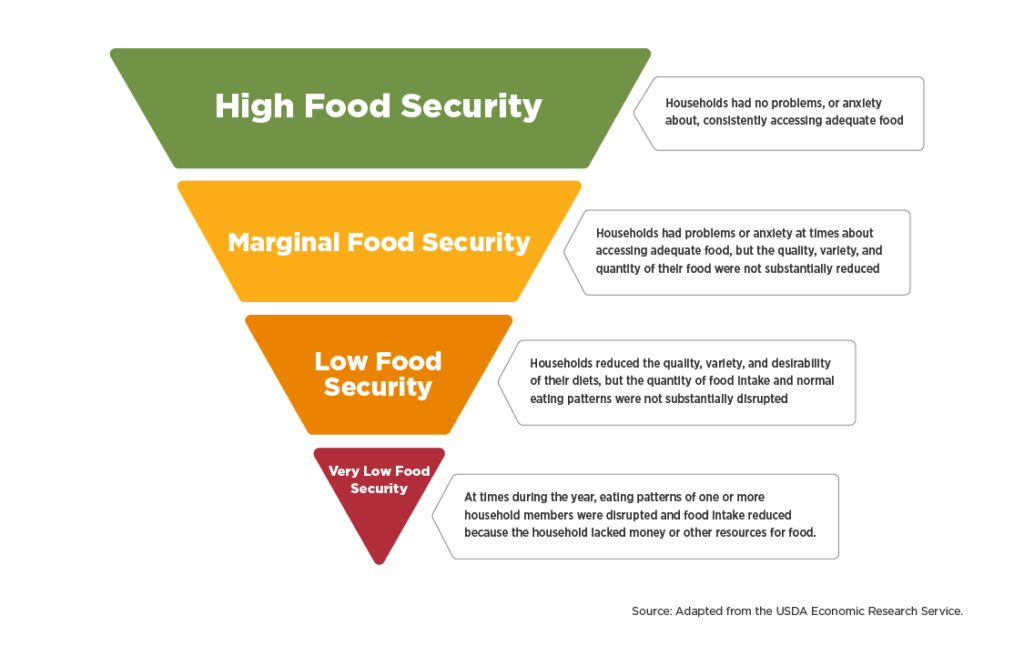 High Food Security
Households had no problems, or anxiety
about, consistently accessing adequate food
Marginal Food Security
Households had problems or anxiety at times about
accessing adequate food, but the quality, variety, and
quantity of their food were not substantially reduced
Low Food
Security
Households reduced the quality, variety, and desirability
of their diets, but the quantity of food intake and normal
eating patterns were not substantially disrupted
Very Low Food
Security
At times during the year, eating patterns of one or more
household members were disrupted and food intake reduced
because the household lacked money or other resources for food.
Source: Adapted from the USDA Economic Research Service.